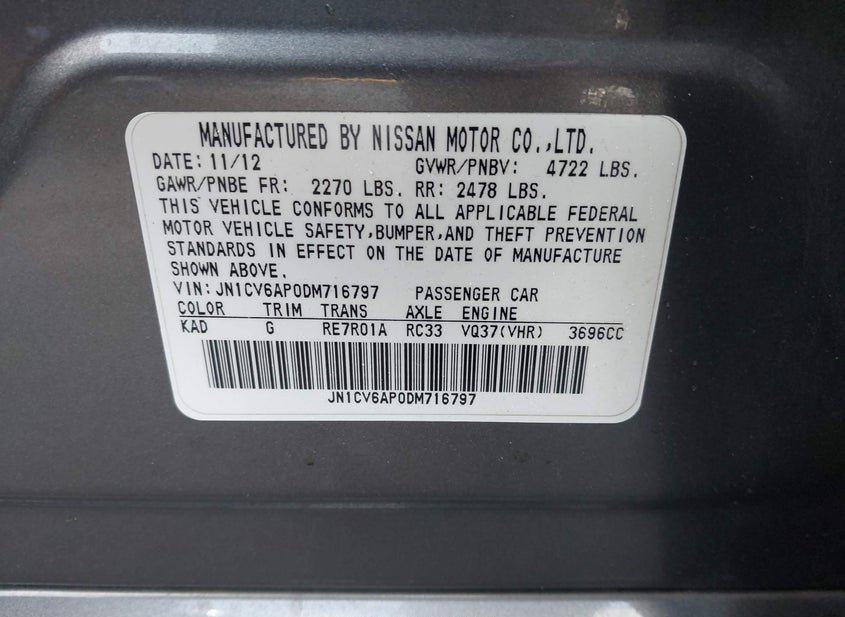 MANUFACTURED BY NISSAN MOTOR CO.,LTD.
DATE: 11/12 GVWR/PNBV: 4722 LBS.
GAWR/PNBE FR: 2270 LBS. RR: 2478 LBS.
THIS VEHICLE CONFORMS TO ALL APPLICABLE FEDERAL
MOTOR VEHICLE SAFETY,BUMPER,AND THEFT PREVENTION
STANDARDS IN EFFECT ON THE DATE OF MANUFACTURE
SHOWN ABOVE.
VIN: JN1CV6AP0DM716797 PASSENGER CAR
COLOR TRIM TRANS AXLE ENGINE
KAD G RE7R01A RC33 VQ37(VHR) 3696CC
JN1CV6AP0DM716797